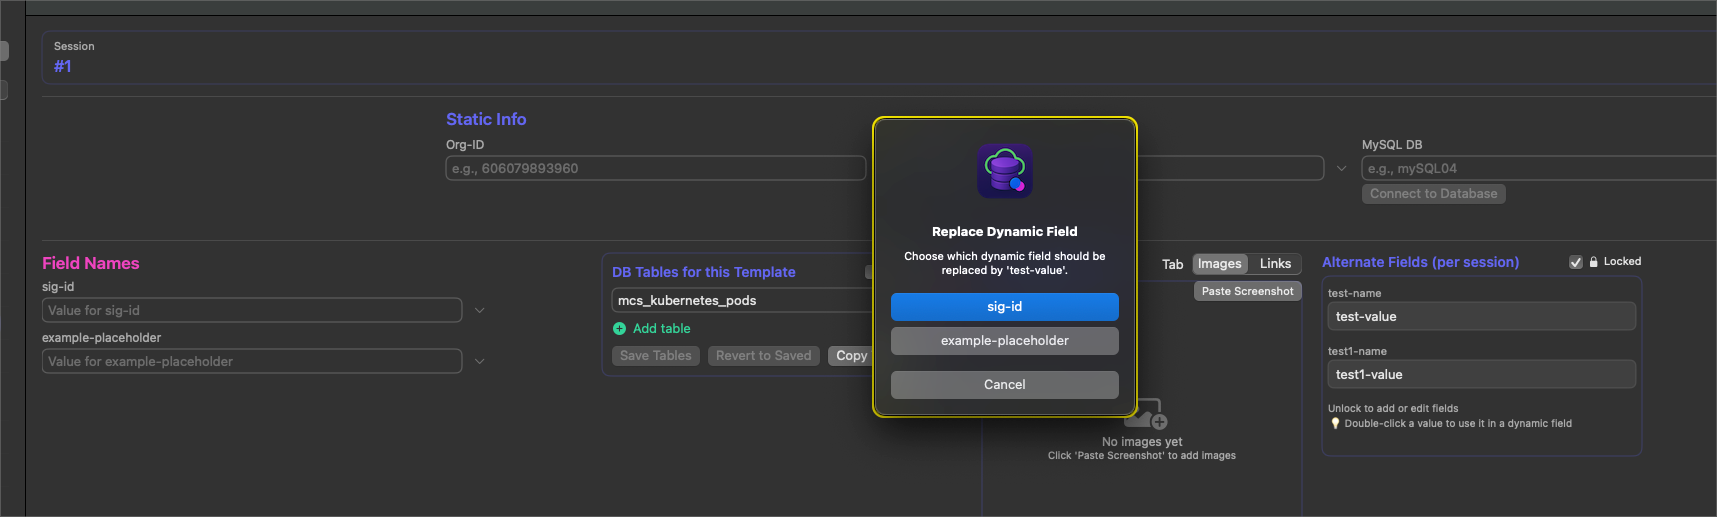 Session
#1
Static Info
Org-ID
e.g., 606079893960
MySQL DB
e.g., mySQL04
Connect to Database
Replace Dynamic Field
Choose which dynamic field should be
replaced by 'test-value'.
sig-id
example-placeholder
Cancel
Field Names
sig-id
Value for sig-id
example-placeholder
Value for example-placeholder
DB Tables for this Template
mcs_kubernetes_pods
Add table
Save Tables
Revert to Saved
Copy
Tab
Images
Links
Paste Screenshot
No images yet
Click 'Paste Screenshot' to add images
Alternate Fields (per session)
Locked
test-name
test-value
test1-name
test1-value
Unlock to add or edit fields
Double-click a value to use it in a dynamic field